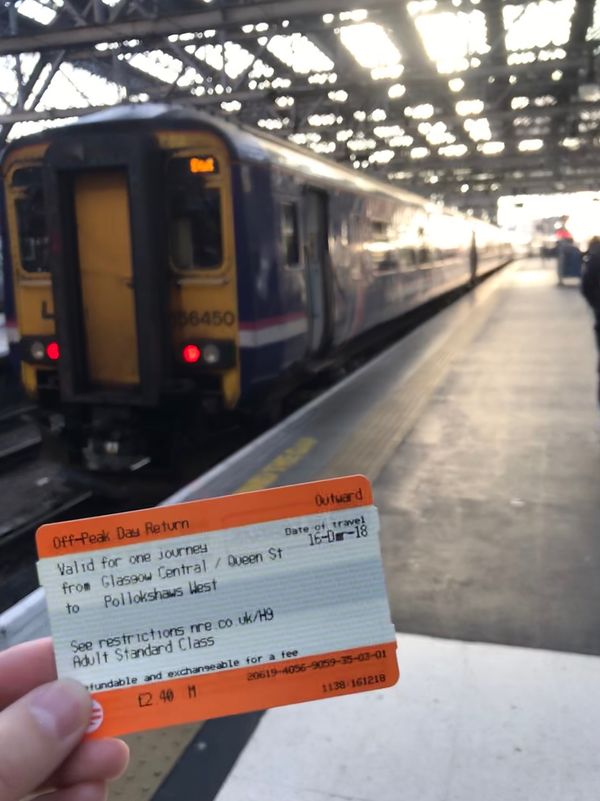 156450
Off-Peak Day Return
Outward
Date of travel
16-Dmr-18
Valid for one journey
from Glasgow Central / Queen St
to Pollokshaws West
See restrictions nre.co.uk/H9
Adult Standard Class
and exchangeable for a fee
20619-4056-9059-35-03-01
£2.40 M
1138 161218